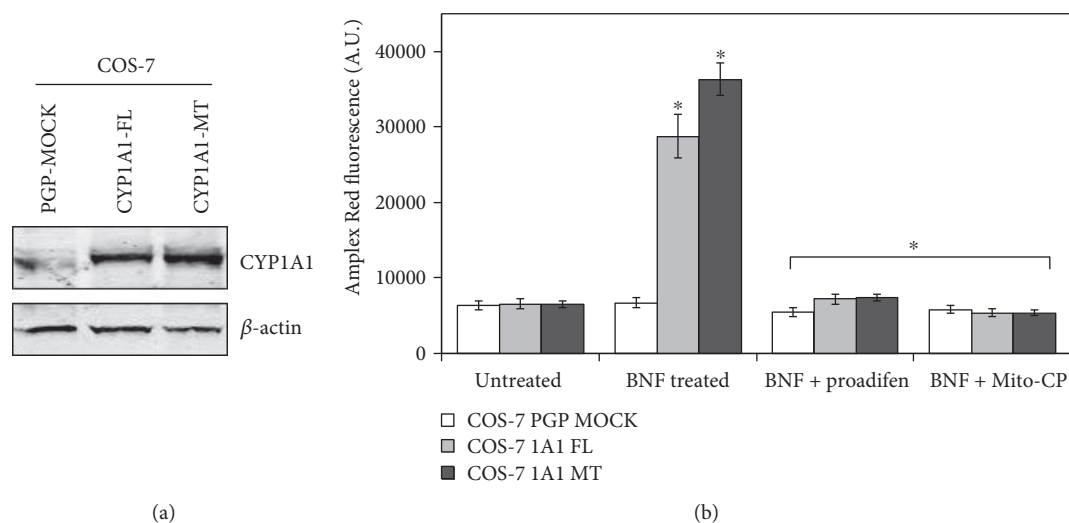 COS-7
PGP-MOCK
CYP1A1-FL
CYP1A1-MT
CYP1A1
β-actin
(a)
Amplex Red fluorescence (A.U.)
40000
30000
20000
10000
0
*
*
*
Untreated
BNF treated
BNF + proadifen
BNF + Mito-CP
COS-7 PGP MOCK
COS-7 1A1 FL
COS-7 1A1 MT
(b)